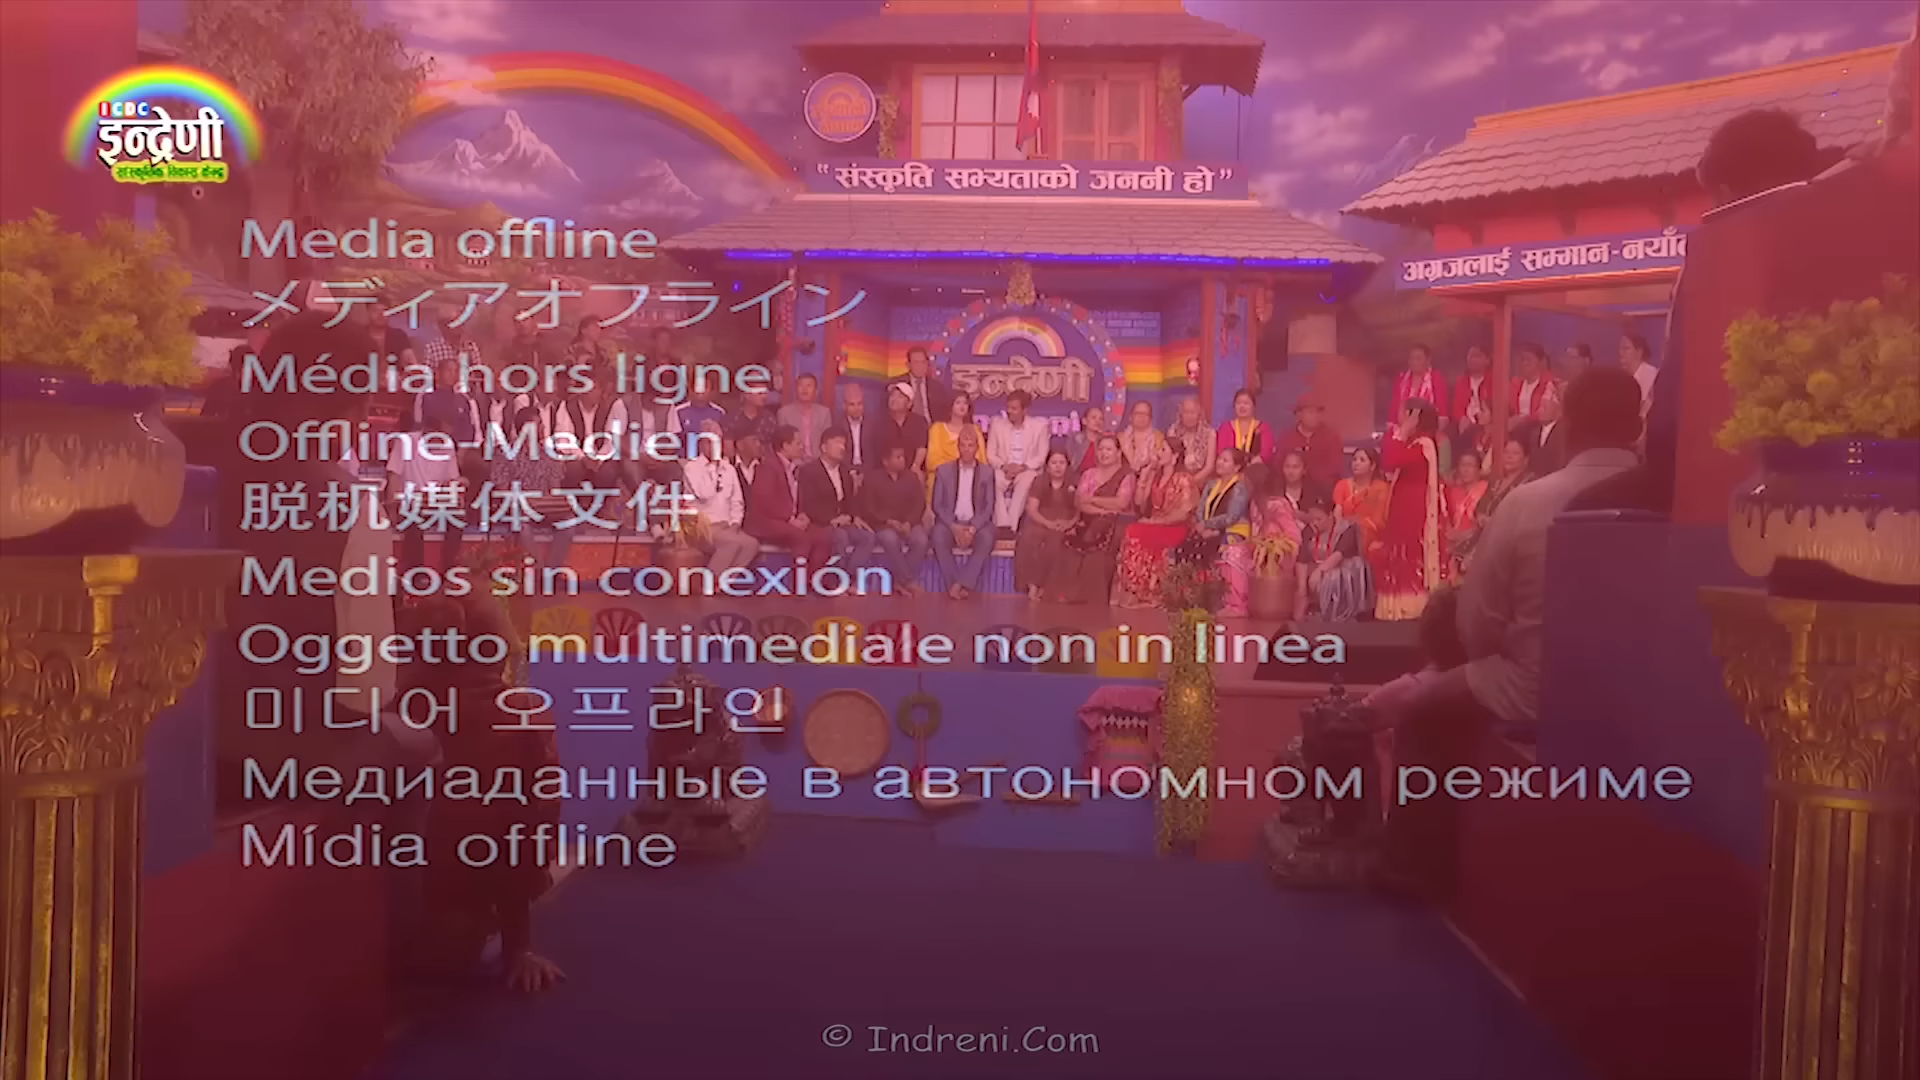 ICDC
इन्द्रेणी
सांस्कृतिक विकास केन्द्र
"संस्कृति सभ्यताको जननी हो"
अग्रजलाई सम्मान-नयाँ
इन्द्रेणी
Media offline
メディアオフライン
Média hors ligne
Offline-Medien
脱机媒体文件
Medios sin conexión
Oggetto multimediale non in linea
미디어 오프라인
Медиаданные в автономном режиме
Mídia offline
© Indreni.Com